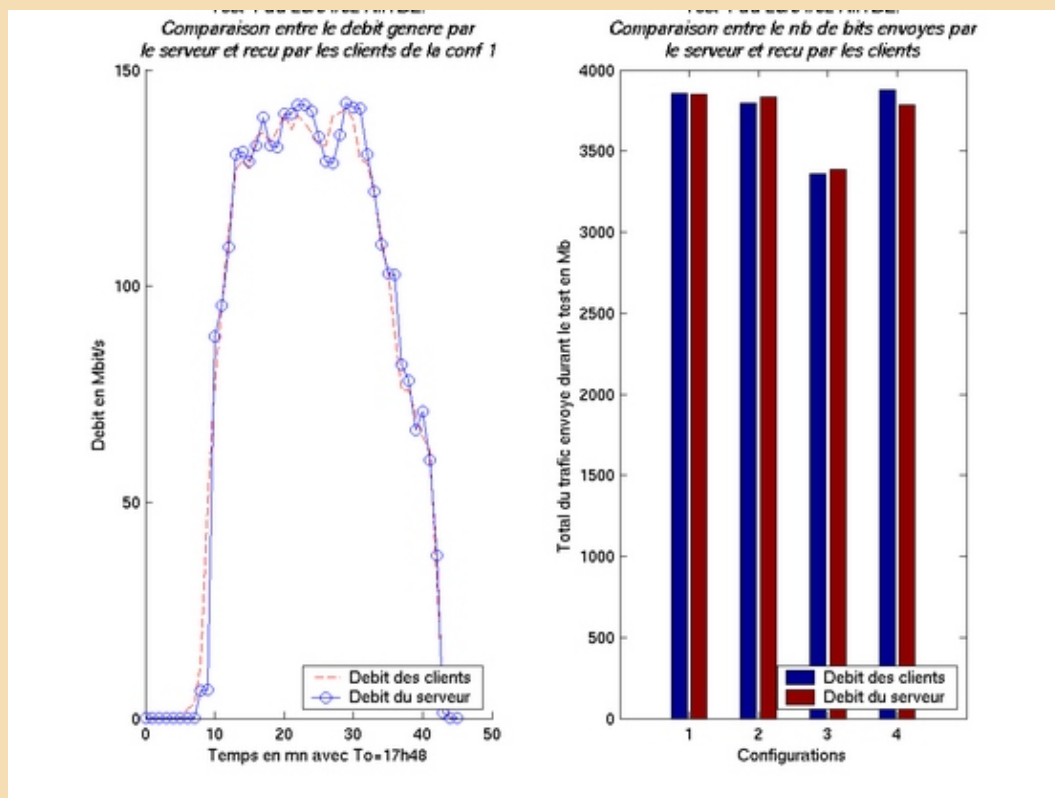 Comparaison entre le debit genere par
le serveur et recu par les clients de la conf 1
150
100
50
0
Debit en Mbit/s
0 10 20 30 40 50
Temps en mn avec To=17h48
Debit des clients
Debit du serveur
Comparaison entre le nb de bits envoyes par
le serveur et recu par les clients
4000
3500
3000
2500
2000
1500
1000
500
0
Total du trafic envoye durant le test en Mb
1 2 3 4
Configurations
Debit des clients
Debit du serveur